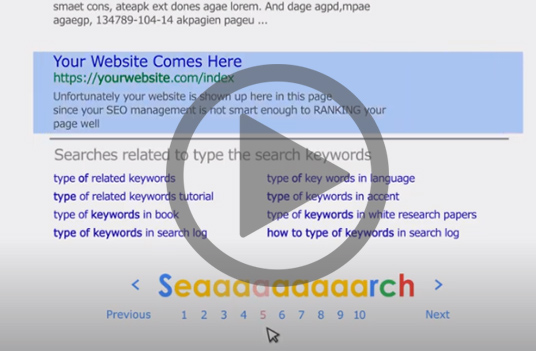 smaet cons, ateapk ext dones agae lorem. And dage agpd,mpae
agaegp, 134789-104-14 akpagien pageu ...
Your Website Comes Here
https://yourwebsite.com/index
Unfortunately your website is shown up here in this page
since your SEO management is not smart enough to RANKING your
page well
Searches related to type the search keywords
type of related keywords
type of key words in language
type of related keywords tutorial
type of keywords in accent
type of keywords in book
type of keywords in white research papers
type of keywords in search log
how to type of keywords in search log
< Seaaaaaaaaaarch >
Previous 1 2 3 4 5 6 7 8 9 10 Next